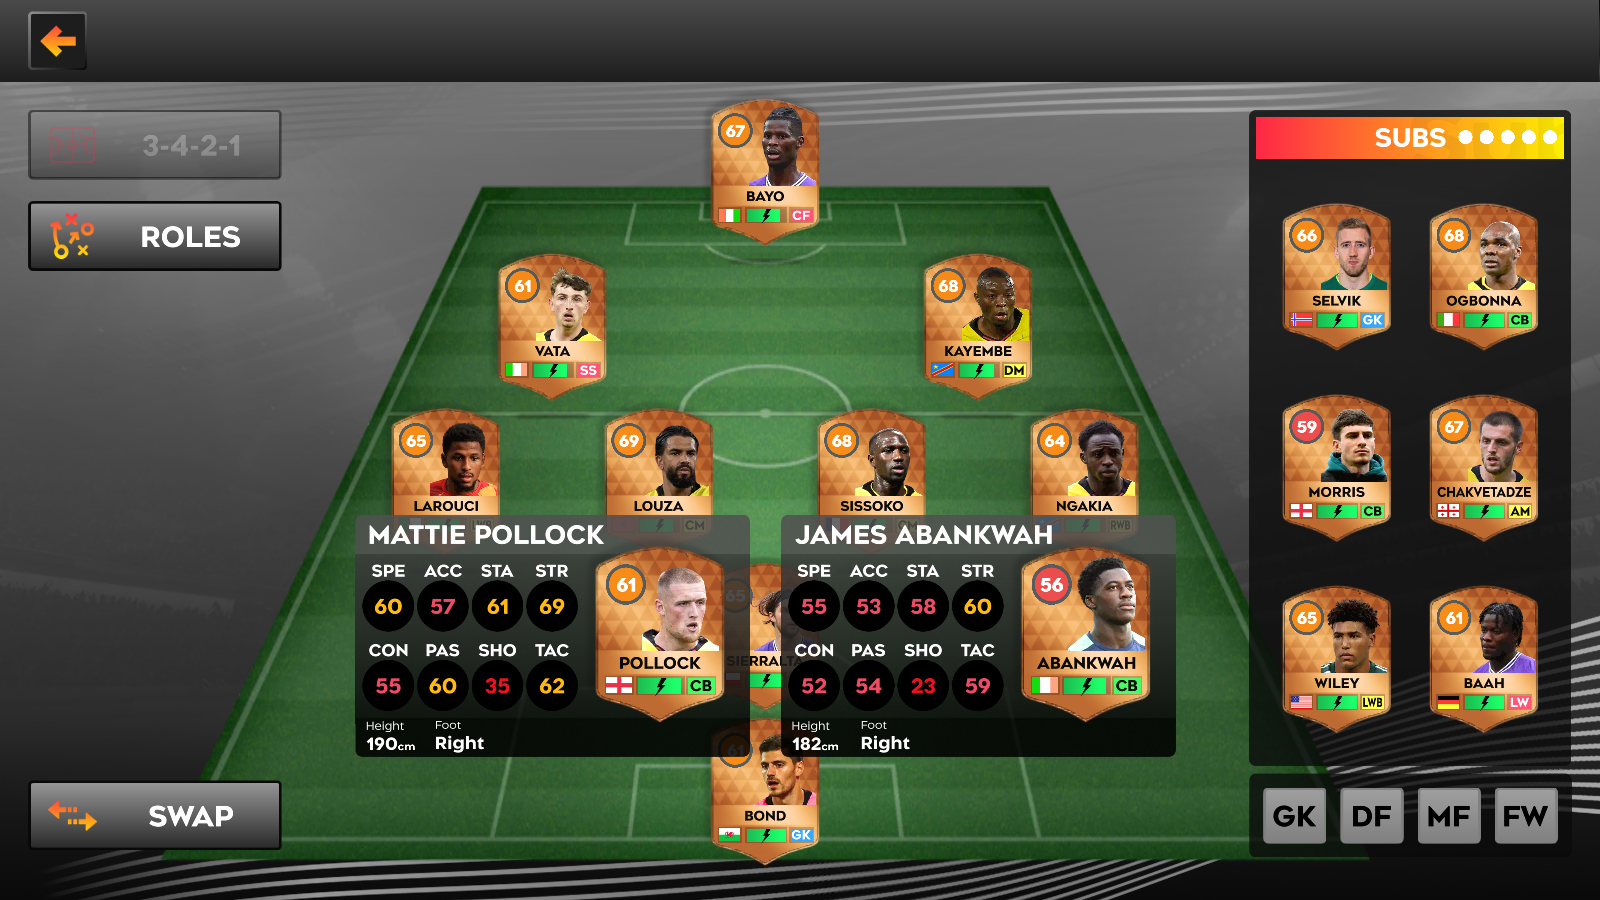 3-4-2-1
ROLES
SWAP
67
BAYO
CF
61
VATA
SS
68
KAYEMBE
DM
65
LAROUCI
LWB
69
LOUZA
CM
68
SISSOKO
CM
64
NGAKIA
RWB
MATTIE POLLOCK
SPE ACC STA STR
60 57 61 69
CON PAS SHO TAC
55 60 35 62
Height Foot
190cm Right
61
POLLOCK
CB
65
SIERRALTA
JAMES ABANKWAH
SPE ACC STA STR
55 53 58 60
CON PAS SHO TAC
52 54 23 59
Height Foot
182cm Right
56
ABANKWAH
CB
61
BOND
GK
SUBS
66
SELVIK
GK
68
OGBONNA
CB
59
MORRIS
CB
67
CHAKVETADZE
AM
65
WILEY
LWB
61
BAAH
LW
GK DF MF FW